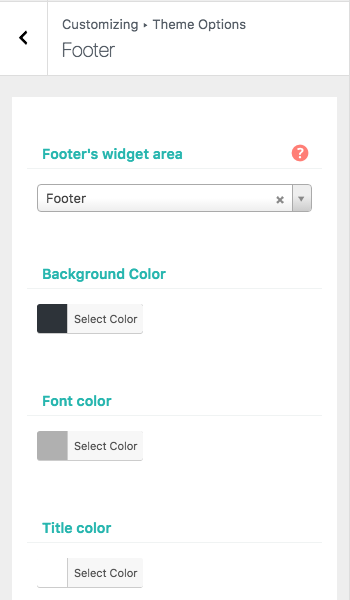 Customizing ▸ Theme Options
Footer
Footer's widget area
?
Footer
Background Color
Select Color
Font color
Select Color
Title color
Select Color